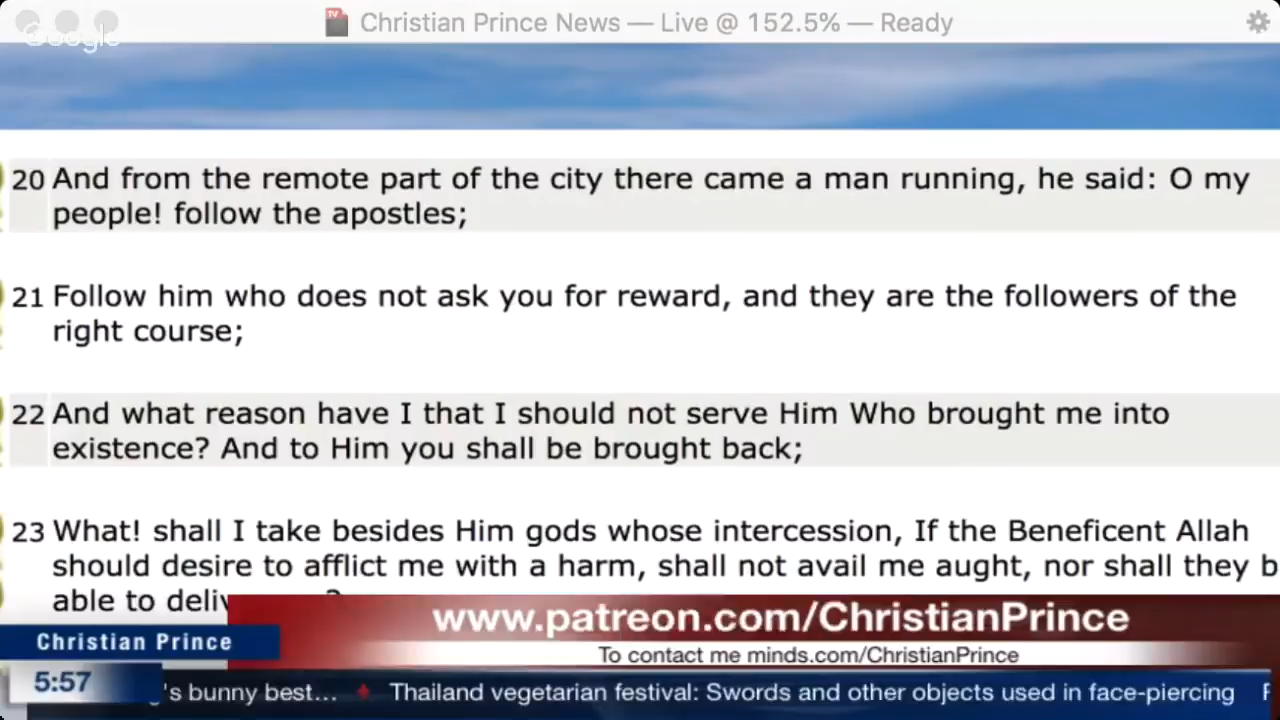 Christian Prince News — Live @ 152.5% — Ready
Google
20 And from the remote part of the city there came a man running, he said: O my
people! follow the apostles;
21 Follow him who does not ask you for reward, and they are the followers of the
right course;
22 And what reason have I that I should not serve Him Who brought me into
existence? And to Him you shall be brought back;
23 What! shall I take besides Him gods whose intercession, If the Beneficent Allah
should desire to afflict me with a harm, shall not avail me aught, nor shall they b
able to deliv
www.patreon.com/ChristianPrince
Christian Prince
To contact me minds.com/ChristianPrince
5:57
's bunny best... ♦ Thailand vegetarian festival: Swords and other objects used in face-piercing